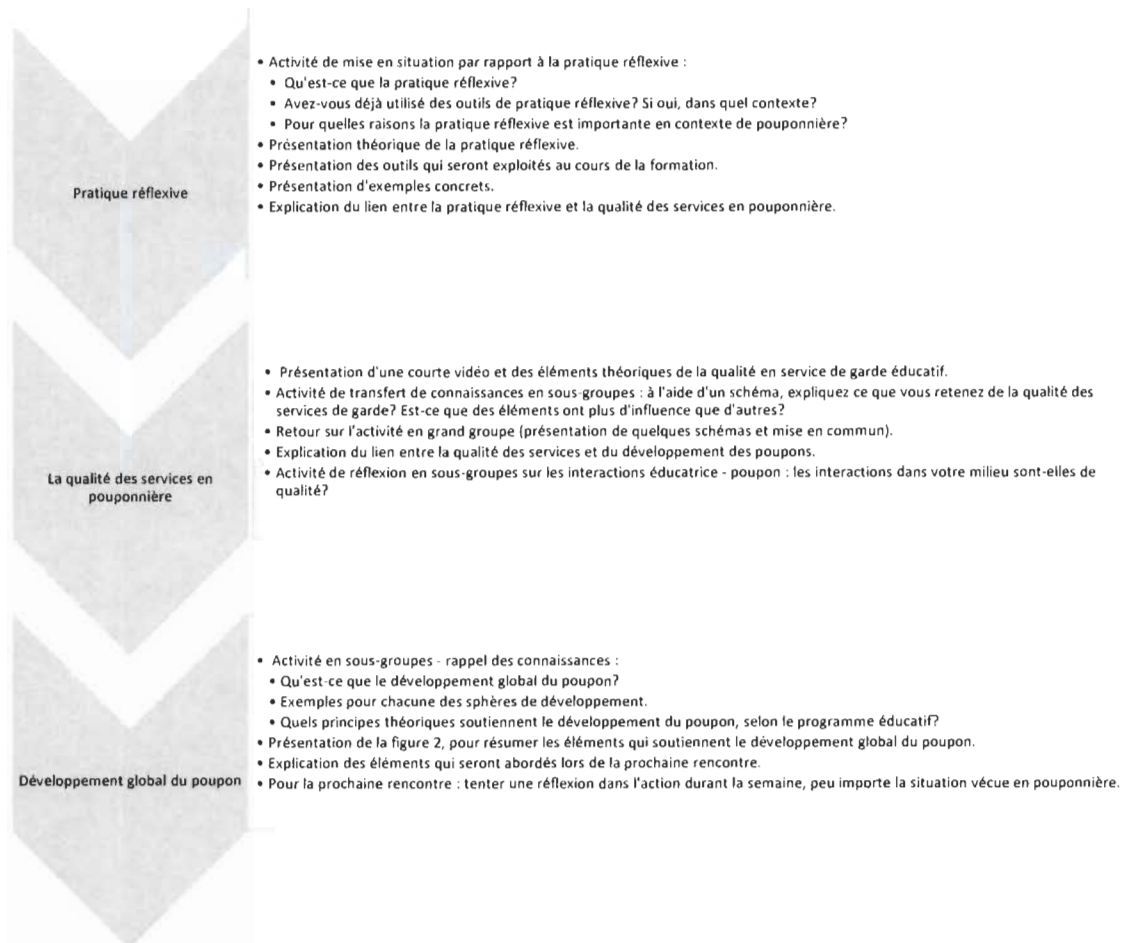 • Activité de mise en situation par rapport à la pratique réflexive :
• Qu'est-ce que la pratique réflexive?
• Avez-vous déjà utilisé des outils de pratique réflexive? Si oui, dans quel contexte?
• Pour quelles raisons la pratique réflexive est importante en contexte de pouponnière?
• Présentation théorique de la pratique réflexive.
• Présentation des outils qui seront exploités au cours de la formation.
• Présentation d'exemples concrets.
• Explication du lien entre la pratique réflexive et la qualité des services en pouponnière.
Pratique réflexive
• Présentation d'une courte vidéo et des éléments théoriques de la qualité en service de garde éducatif.
• Activité de transfert de connaissances en sous-groupes : à l'aide d'un schéma, expliquez ce que vous retenez de la qualité des
services de garde? Est-ce que des éléments ont plus d'influence que d'autres?
• Retour sur l'activité en grand groupe (présentation de quelques schémas et mise en commun).
• Explication du lien entre la qualité des services et du développement des poupons.
• Activité de réflexion en sous-groupes sur les interactions éducatrice - poupon : les interactions dans votre milieu sont-elles de
qualité?
La qualité des services en
pouponnière
• Activité en sous-groupes - rappel des connaissances :
• Qu'est-ce que le développement global du poupon?
• Exemples pour chacune des sphères de développement.
• Quels principes théoriques soutiennent le développement du poupon, selon le programme éducatif?
• Présentation de la figure 2, pour résumer les éléments qui soutiennent le développement global du poupon.
• Explication des éléments qui seront abordés lors de la prochaine rencontre.
• Pour la prochaine rencontre : tenter une réflexion dans l'action durant la semaine, peu importe la situation vécue en pouponnière.
Développement global du poupon